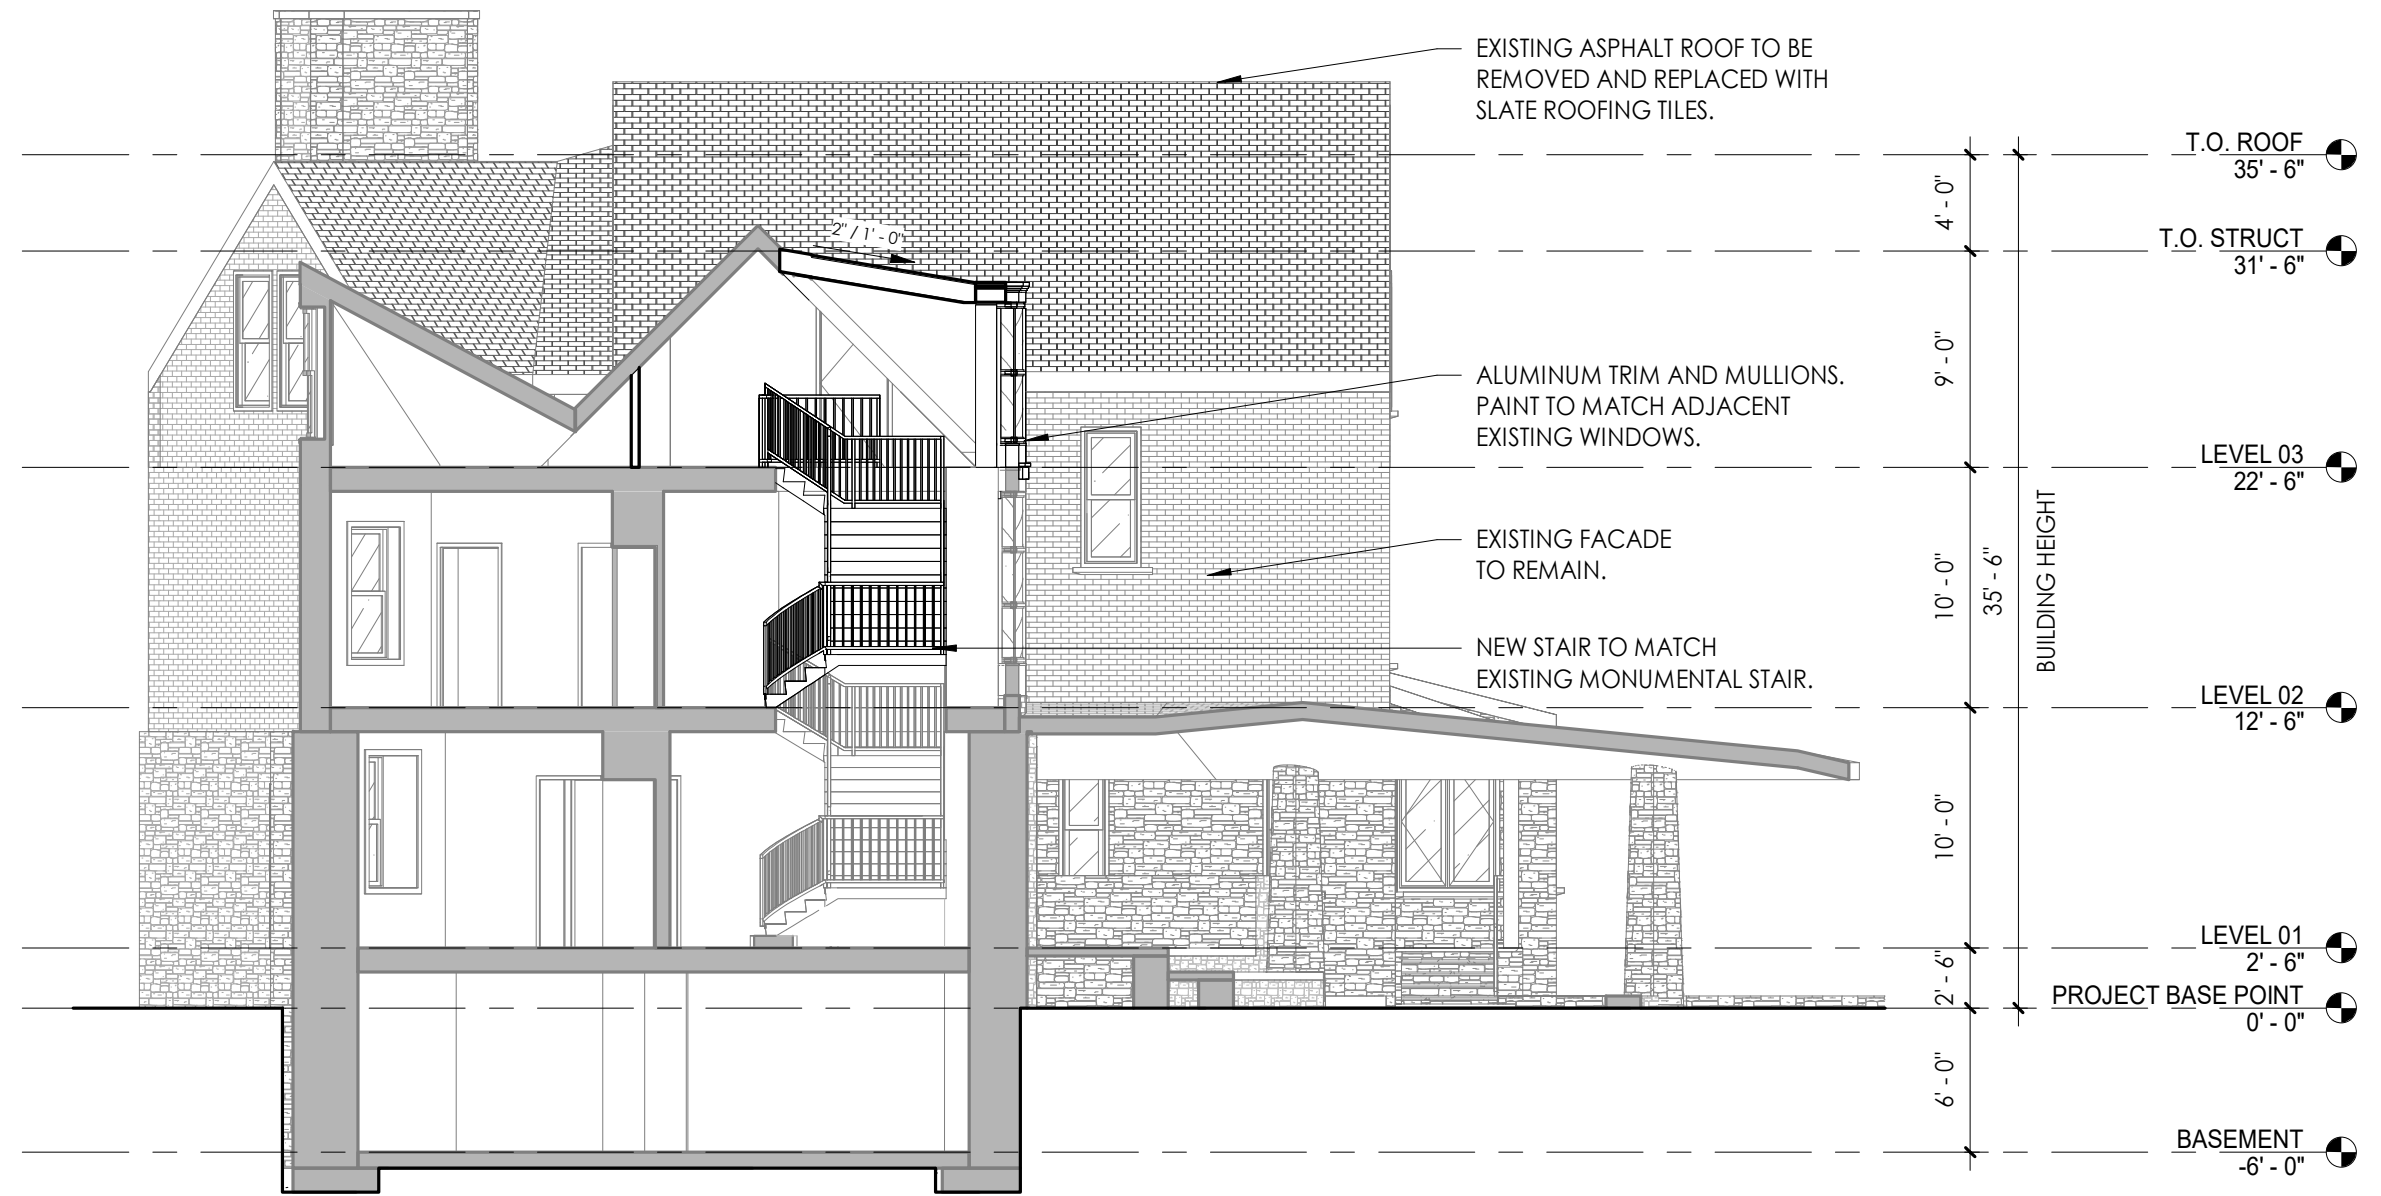 EXISTING ASPHALT ROOF TO BE
REMOVED AND REPLACED WITH
SLATE ROOFING TILES.
T.O. ROOF
35' - 6"
4' - 0"
2" / 1' - 0"
T.O. STRUCT
31' - 6"
9' - 0"
ALUMINUM TRIM AND MULLIONS.
PAINT TO MATCH ADJACENT
EXISTING WINDOWS.
LEVEL 03
22' - 6"
EXISTING FACADE
TO REMAIN.
10' - 0"
35' - 6"
BUILDING HEIGHT
NEW STAIR TO MATCH
EXISTING MONUMENTAL STAIR.
LEVEL 02
12' - 6"
10' - 0"
LEVEL 01
2' - 6"
2' - 6"
PROJECT BASE POINT
0' - 0"
6' - 0"
BASEMENT
-6' - 0"